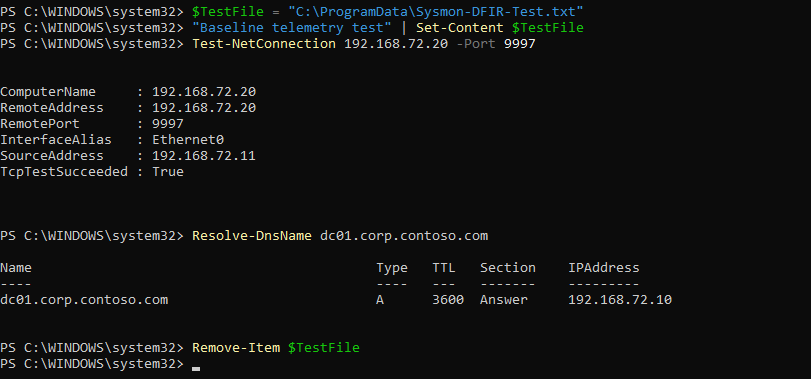 PS C:\WINDOWS\system32> $TestFile = "C:\ProgramData\Sysmon-DFIR-Test.txt"
PS C:\WINDOWS\system32> "Baseline telemetry test" | Set-Content $TestFile
PS C:\WINDOWS\system32> Test-NetConnection 192.168.72.20 -Port 9997
ComputerName     : 192.168.72.20
RemoteAddress    : 192.168.72.20
RemotePort       : 9997
InterfaceAlias   : Ethernet0
SourceAddress    : 192.168.72.11
TcpTestSucceeded : True
PS C:\WINDOWS\system32> Resolve-DnsName dc01.corp.contoso.com
Name                                           Type   TTL   Section    IPAddress
----                                           ----   ---   -------    ---------
dc01.corp.contoso.com                          A      3600  Answer     192.168.72.10
PS C:\WINDOWS\system32> Remove-Item $TestFile
PS C:\WINDOWS\system32>